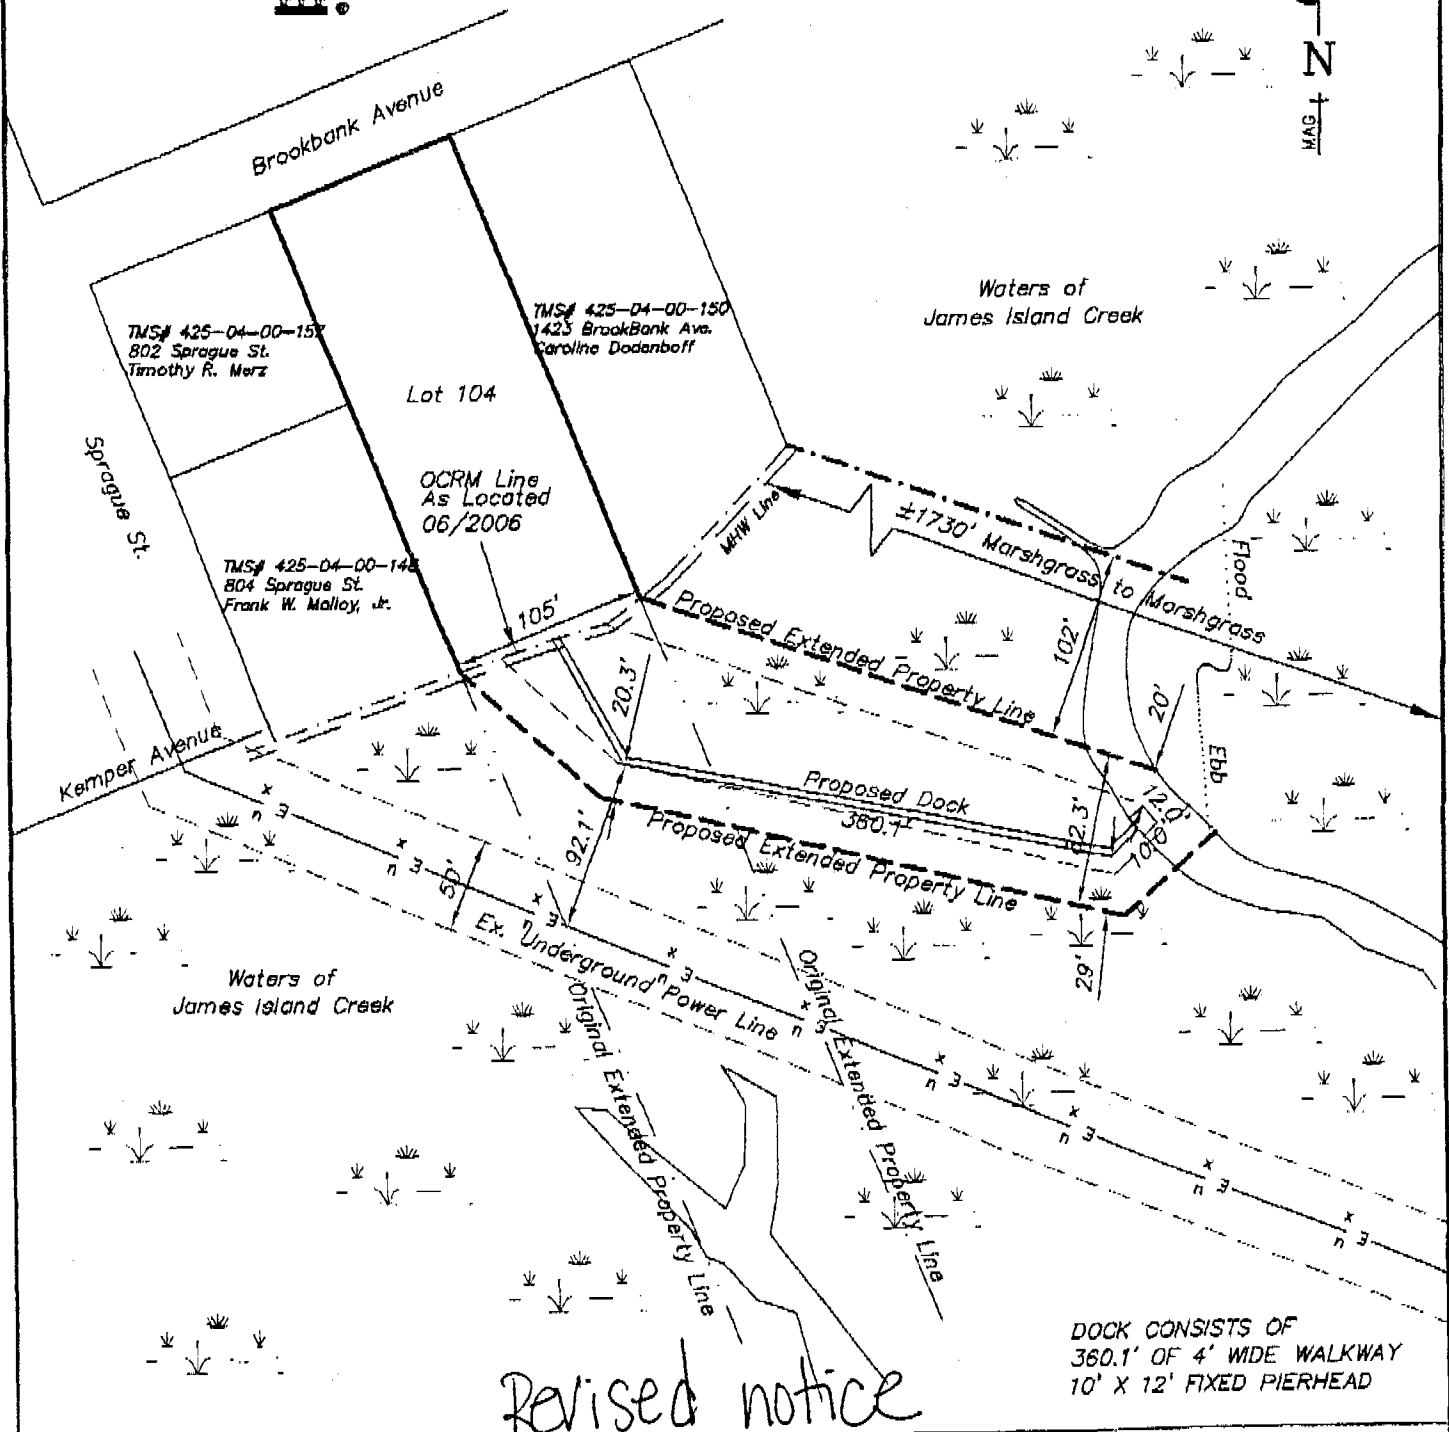 ®
N
MAG
Brookbank Avenue
Waters of
James Island Creek
TMS# 425-04-00-150
1423 BrookBank Ave.
Caroline Dodenhoff
TMS# 425-04-00-157
802 Sprague St.
Timothy R. Merz
Lot 104
Sprague St.
OCRM Line
As Located
06/2006
MHW Line
±1730' Marshgrass to Marshgrass
Flood
TMS# 425-04-00-148
804 Sprague St.
Frank W. Malloy, Jr.
105'
Proposed Extended Property Line
102'
20.3'
20'
Ebb
Kemper Avenue
Proposed Dock
360.1'
12.0'
10.0'
92.1'
Proposed Extended Property Line
50'
29'
Ex. Underground Power Line
Waters of
James Island Creek
Original Extended Property Line
Original Extended Property Line
DOCK CONSISTS OF
360.1' OF 4' WIDE WALKWAY
10' X 12' FIXED PIERHEAD
Revised notice